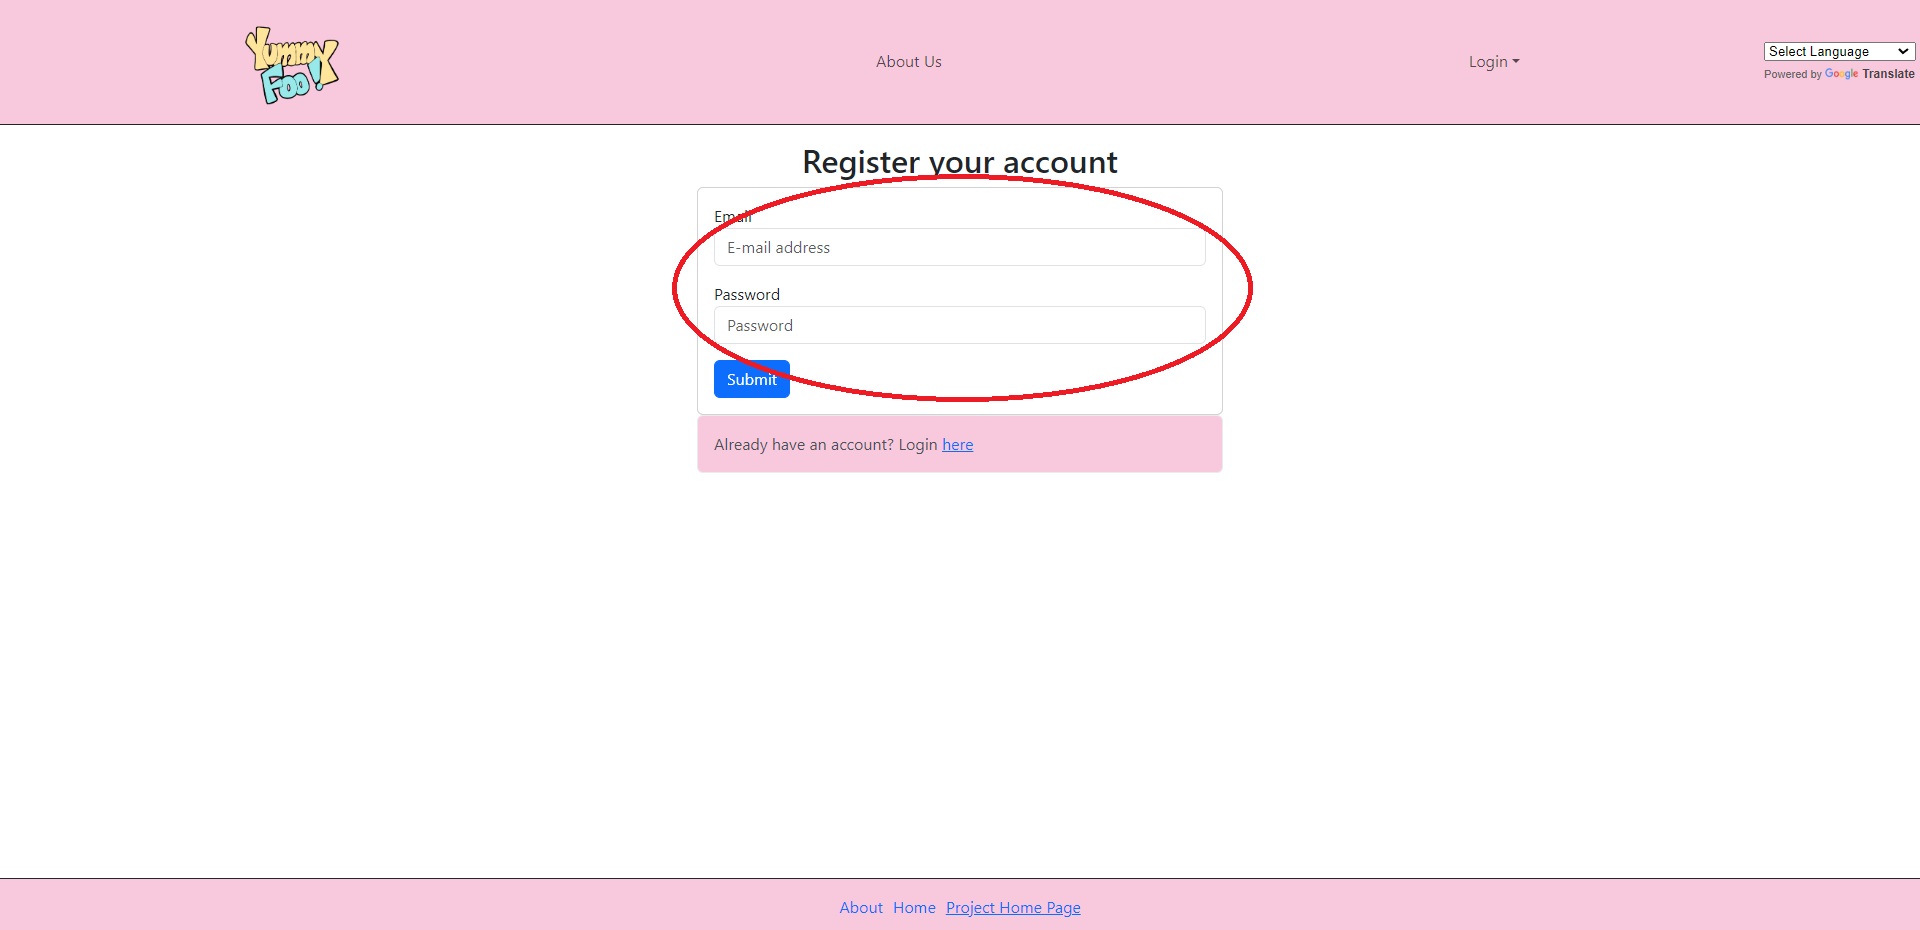 Yummy
Foo!
About Us
Login
Select Language
Powered by Google Translate
Register your account
Email
E-mail address
Password
Password
Submit
Already have an account? Login here
About Home Project Home Page